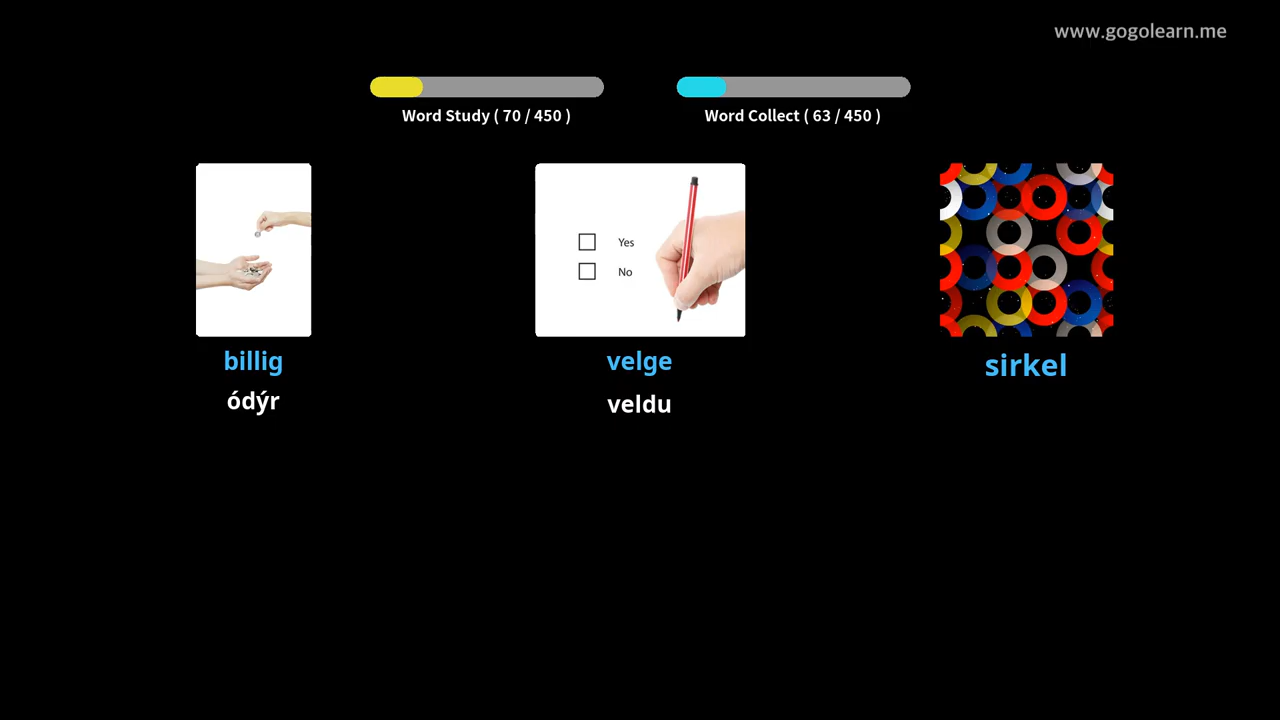 www.gogolearn.me
Word Study ( 70 / 450 )
Word Collect ( 63 / 450 )
Yes
No
billig
ódýr
velge
veldu
sirkel